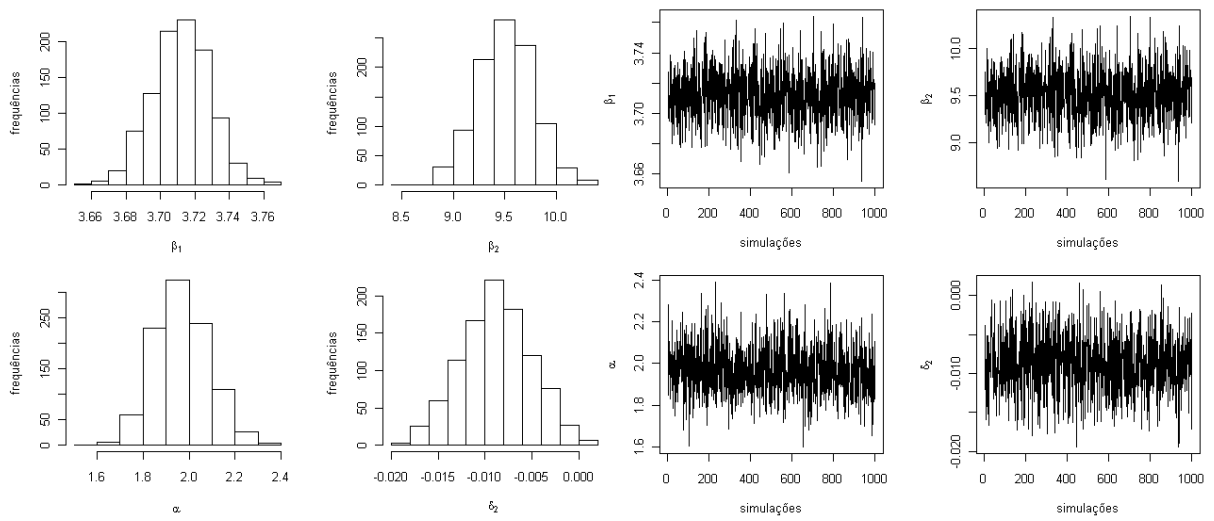 frequências
0 50 100 150 200
3.66 3.68 3.70 3.72 3.74 3.76
β1
frequências
0 50 150 250
8.5 9.0 9.5 10.0
β2
β1
3.66 3.70 3.74
0 200 400 600 800 1000
simulações
β2
9.0 9.5 10.0
0 200 400 600 800 1000
simulações
frequências
0 50 150 250
1.6 1.8 2.0 2.2 2.4
α
frequências
0 50 100 150 200
-0.020 -0.015 -0.010 -0.005 0.000
δ2
α
1.6 1.8 2.0 2.2 2.4
0 200 400 600 800 1000
simulações
δ2
-0.020 -0.010 0.000
0 200 400 600 800 1000
simulações